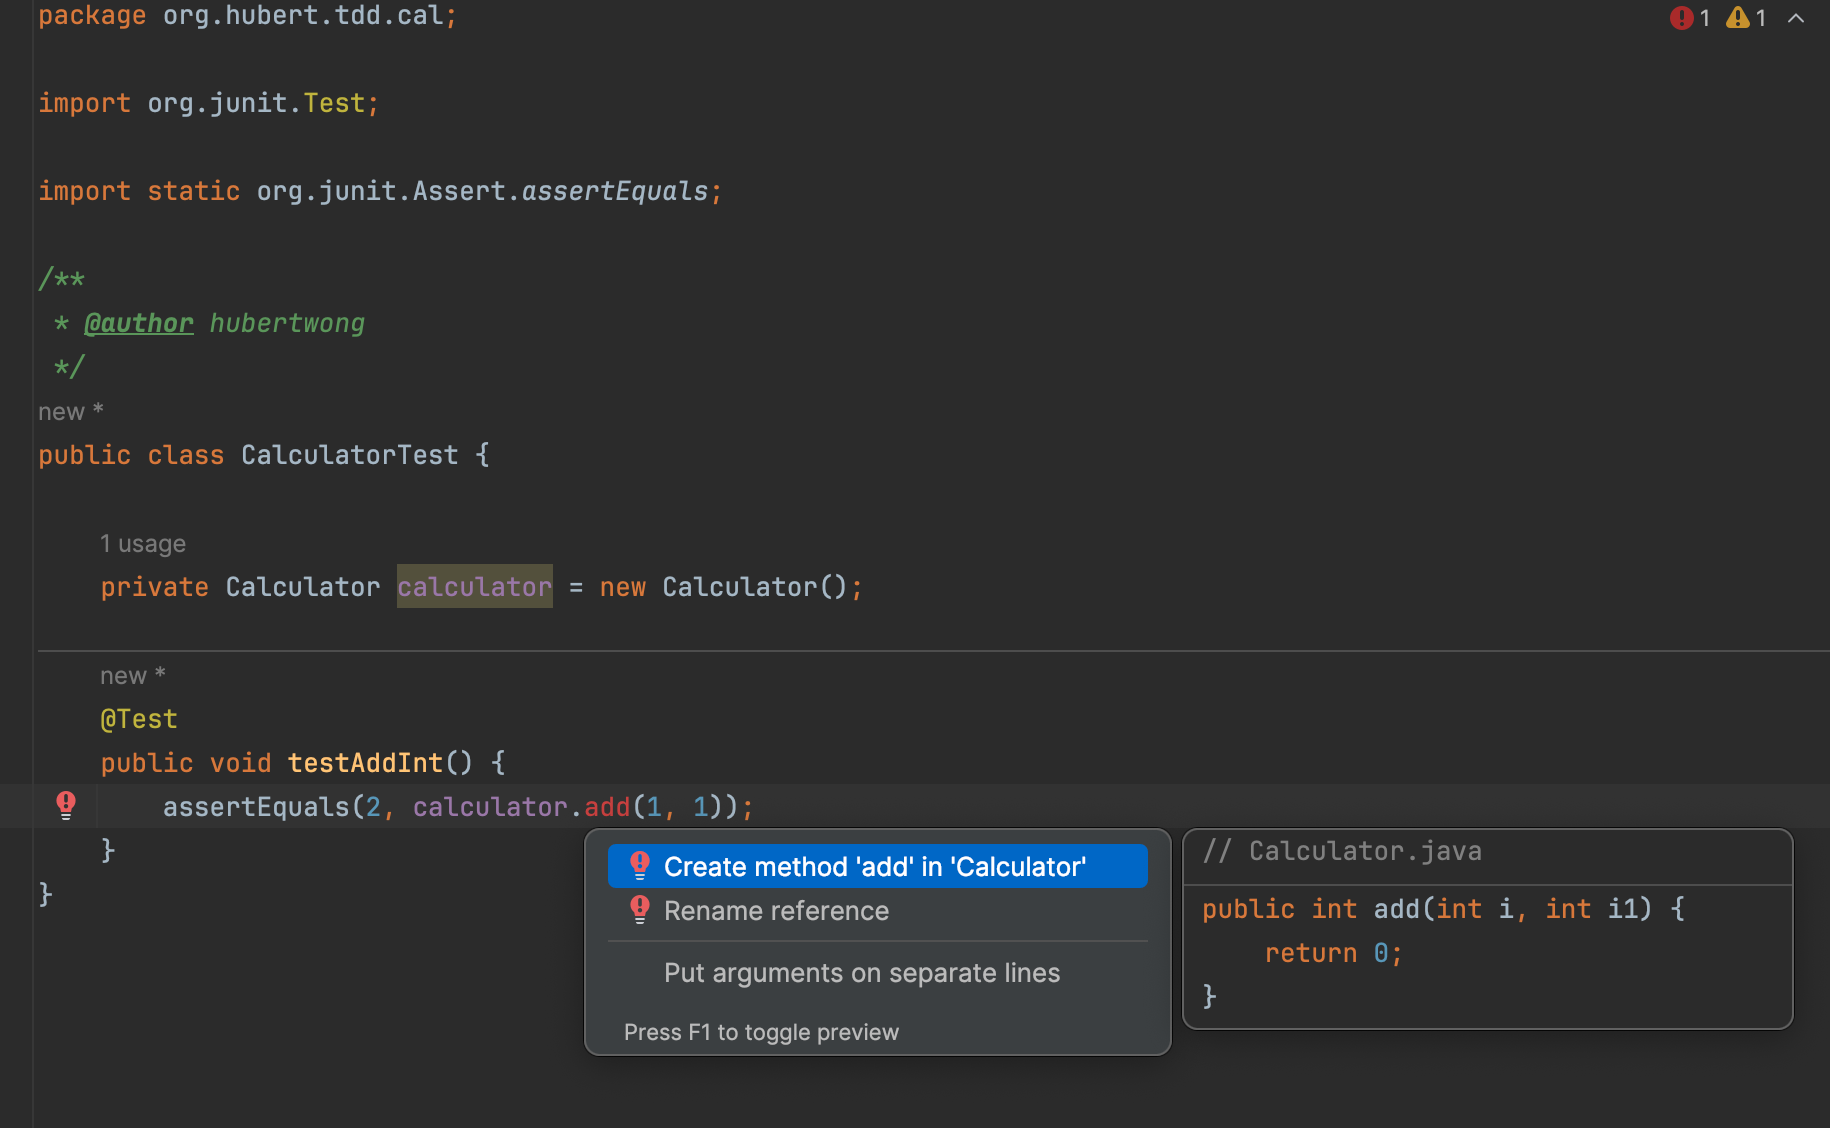 package org.hubert.tdd.cal;
1 1
import org.junit.Test;
import static org.junit.Assert.assertEquals;
/**
 * @author hubertwong
 */
new *
public class CalculatorTest {
1 usage
private Calculator calculator = new Calculator();
new *
@Test
public void testAddInt() {
assertEquals(2, calculator.add(1, 1));
}
}
Create method 'add' in 'Calculator'
Rename reference
Put arguments on separate lines
Press F1 to toggle preview
// Calculator.java
public int add(int i, int i1) {
return 0;
}